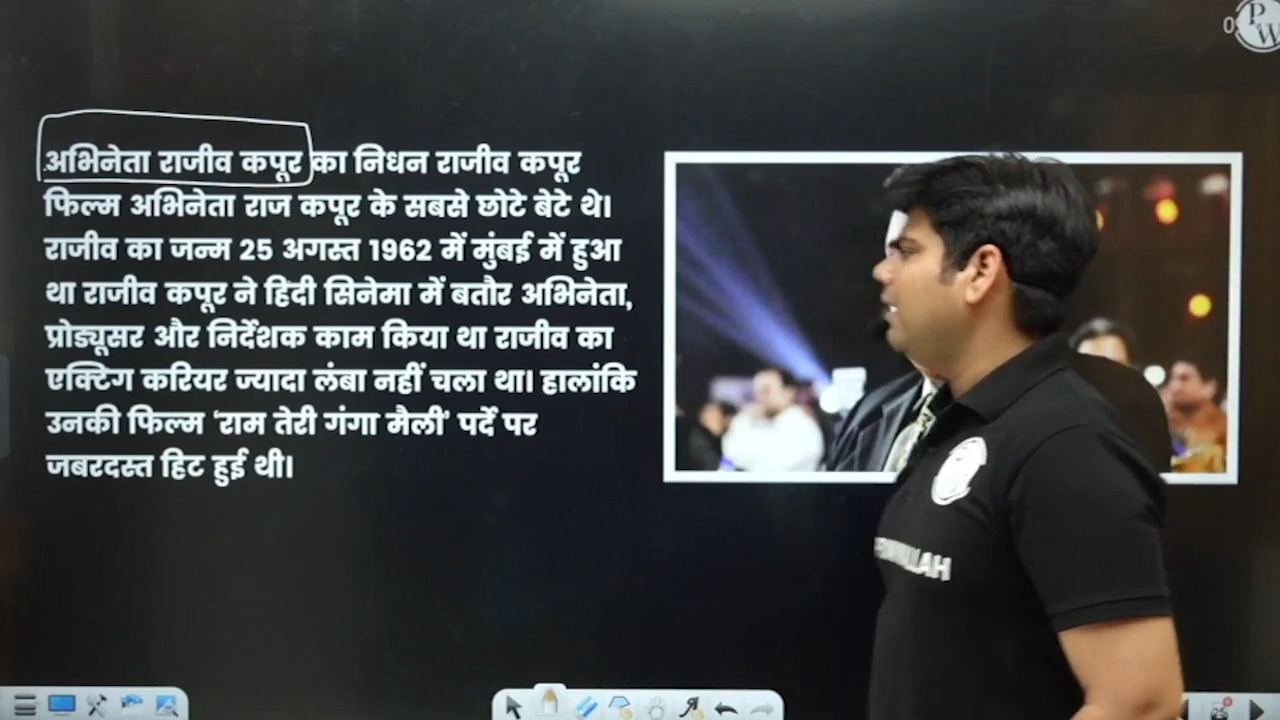 PW
अभिनेता राजीव कपूर का निधन राजीव कपूर
फिल्म अभिनेता राज कपूर के सबसे छोटे बेटे थे।
राजीव का जन्म 25 अगस्त 1962 में मुंबई में हुआ
था राजीव कपूर ने हिदी सिनेमा में बतौर अभिनेता,
प्रोड्यूसर और निर्देशक काम किया था राजीव का
एक्टिग करियर ज्यादा लंबा नहीं चला था। हालांकि
उनकी फिल्म ‘राम तेरी गंगा मैली’ पर्दे पर
जबरदस्त हिट हुई थी।